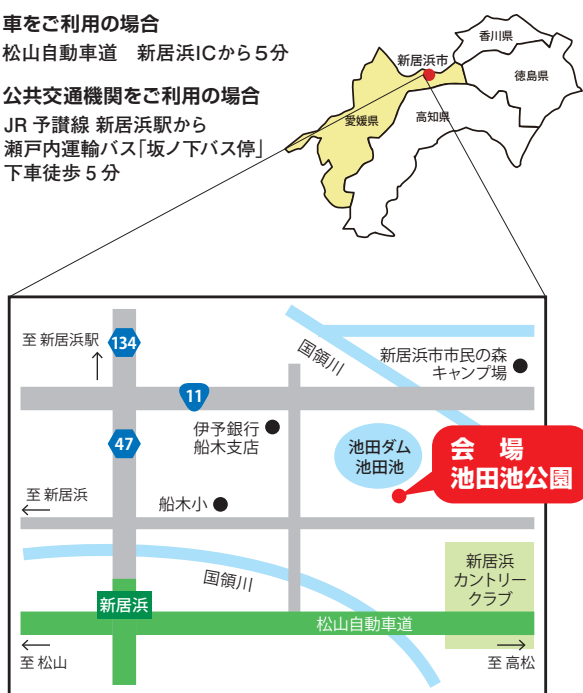 車をご利用の場合
松山自動車道　新居浜ICから5分
公共交通機関をご利用の場合
JR 予讃線 新居浜駅から
瀬戸内運輸バス「坂ノ下バス停」
下車徒歩 5 分
香川県
新居浜市
徳島県
愛媛県
高知県
至 新居浜駅
134
国領川
新居浜市市民の森
キャンプ場
11
伊予銀行
船木支店
47
池田ダム
池田池
会　場
池田池公園
至 新居浜
船木小
国領川
新居浜
カントリー
クラブ
新居浜
松山自動車道
至 松山
至 高松